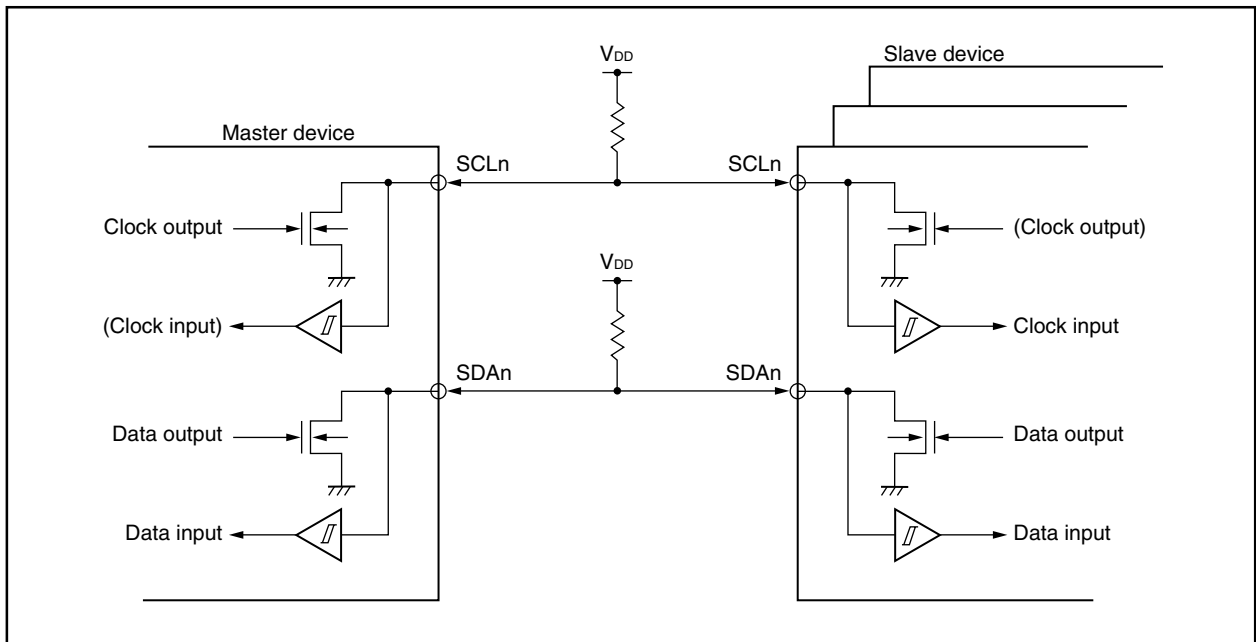 VDD
Slave device
Master device
SCLn
SCLn
Clock output
(Clock output)
VDD
(Clock input)
Clock input
SDAn
SDAn
Data output
Data output
Data input
Data input